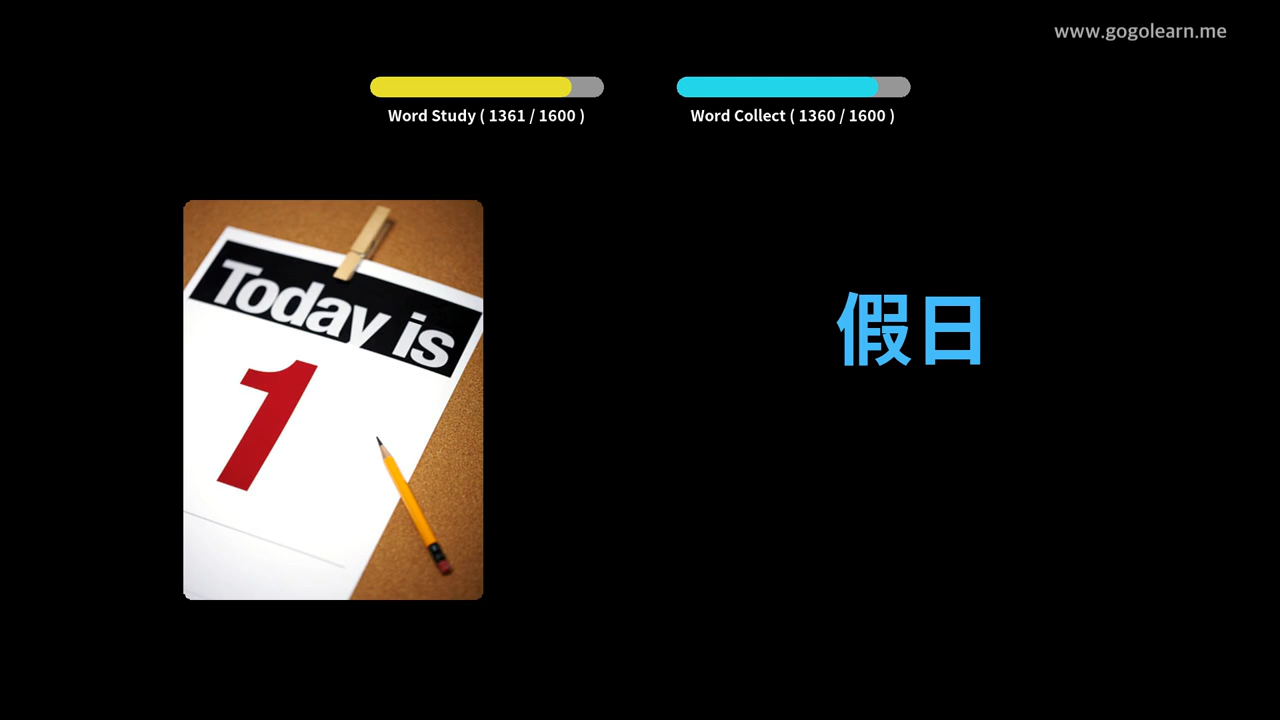 www.gogolearn.me
Word Study ( 1361 / 1600 )
Word Collect ( 1360 / 1600 )
Today is
1
假日